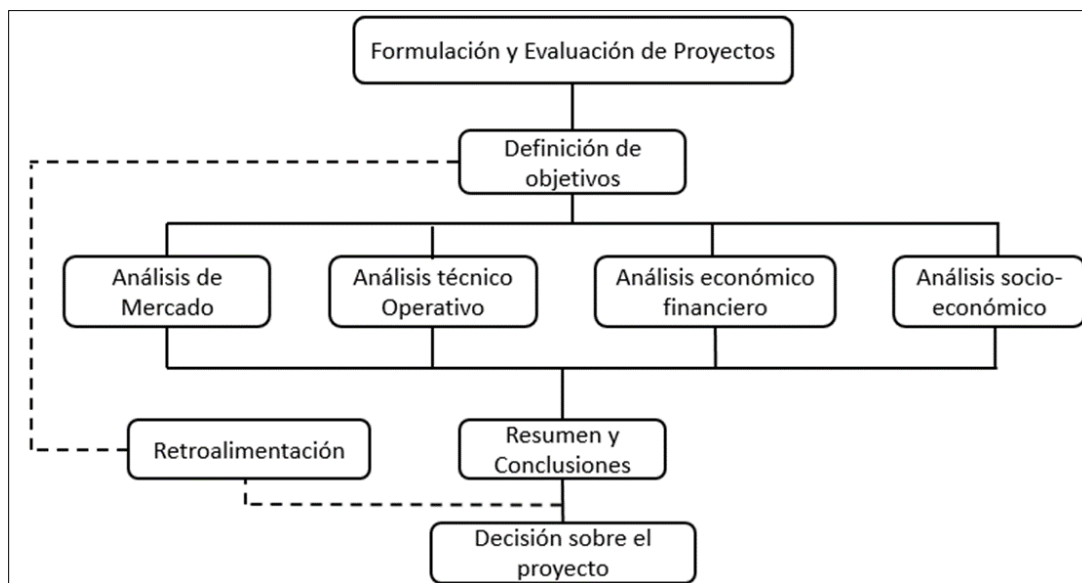 Formulación y Evaluación de Proyectos
Definición de
objetivos
Análisis de
Mercado
Análisis técnico
Operativo
Análisis económico
financiero
Análisis socio-
económico
Retroalimentación
Resumen y
Conclusiones
Decisión sobre el
proyecto